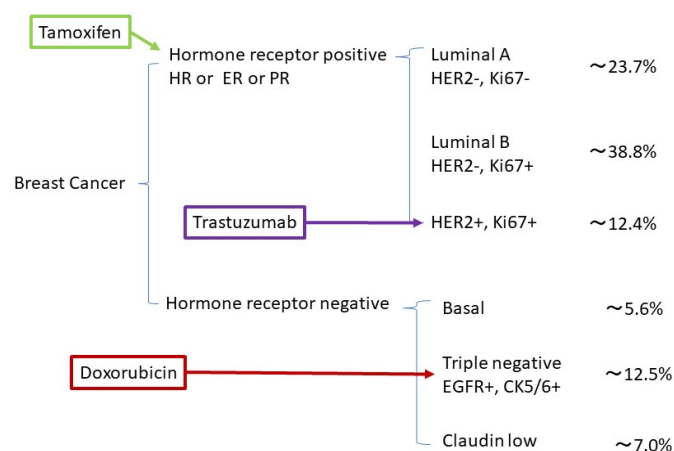 Tamoxifen
Hormone receptor positive
HR or ER or PR
Luminal A
HER2-, Ki67-
～23.7%
Luminal B
HER2-, Ki67+
～38.8%
Breast Cancer
Trastuzumab
HER2+, Ki67+
～12.4%
Hormone receptor negative
Basal
～5.6%
Doxorubicin
Triple negative
EGFR+, CK5/6+
～12.5%
Claudin low
～7.0%